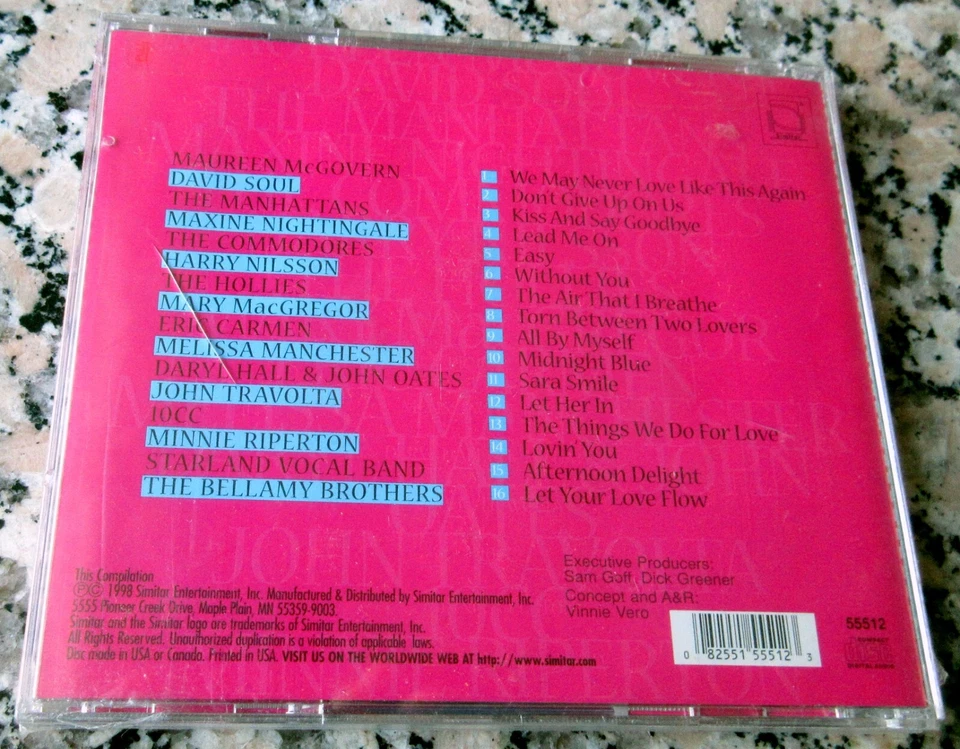 MAUREEN McGOVERN
DAVID SOUL
THE MANHATTANS
MAXINE NIGHTINGALE
THE COMMODORES
HARRY NILSSON
THE HOLLIES
MARY MacGREGOR
ERIC CARMEN
MELISSA MANCHESTER
DARYL HALL & JOHN OATES
JOHN TRAVOLTA
10CC
MINNIE RIPERTON
STARLAND VOCAL BAND
THE BELLAMY BROTHERS
1 We May Never Love Like This Again
2 Don't Give Up On Us
3 Kiss And Say Goodbye
4 Lead Me On
5 Easy
6 Without You
7 The Air That I Breathe
8 Torn Between Two Lovers
9 All By Myself
10 Midnight Blue
11 Sara Smile
12 Let Her In
13 The Things We Do For Love
14 Lovin' You
15 Afternoon Delight
16 Let Your Love Flow
This Compilation
℗© 1998 Simitar Entertainment, Inc. Manufactured & Distributed by Simitar Entertainment, Inc.
5555 Pioneer Creek Drive, Maple Plain, MN 55359-9003.
Simitar and the Simitar logo are trademarks of Simitar Entertainment, Inc.
All Rights Reserved. Unauthorized duplication is a violation of applicable laws.
Disc made in USA or Canada. Printed in USA. VISIT US ON THE WORLDWIDE WEB AT http://www.simitar.com
Executive Producers:
Sam Goff, Dick Greener
Concept and A&R:
Vinnie Vero
0 82551 55512 3
55512
COMPACT
disc
DIGITAL AUDIO